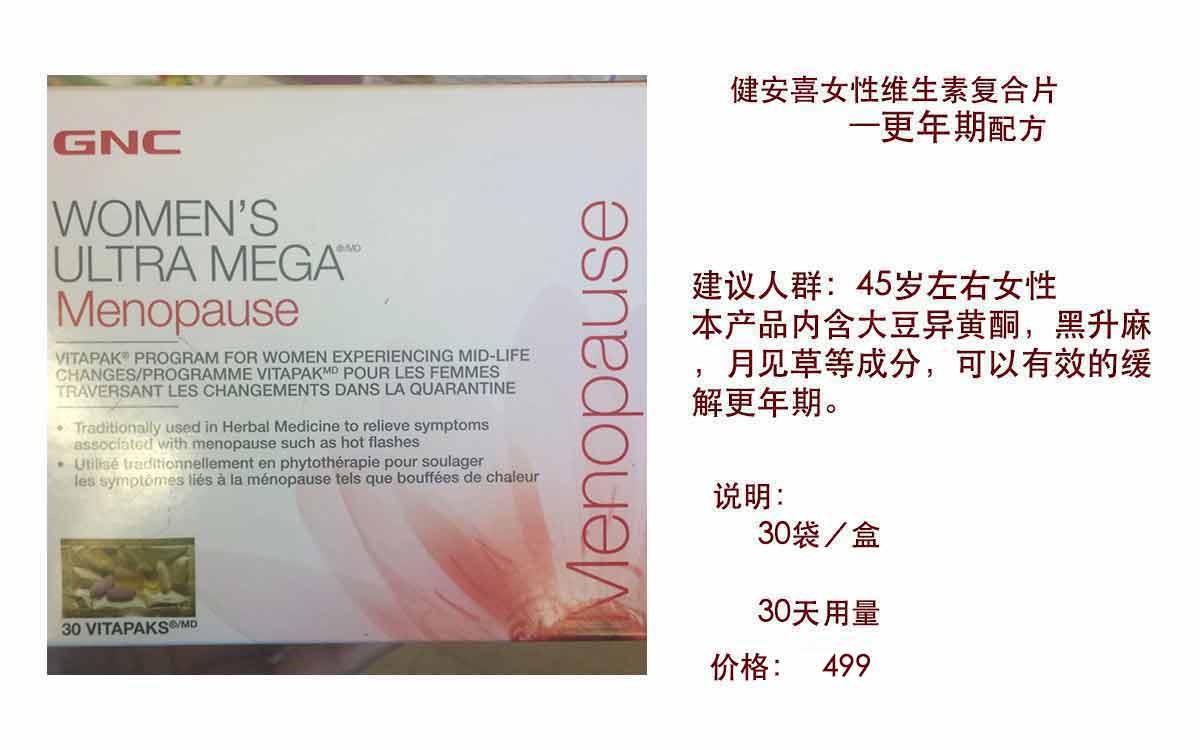 GNC
WOMEN'S
ULTRA MEGA®/MD
Menopause
VITAPAK® PROGRAM FOR WOMEN EXPERIENCING MID-LIFE
CHANGES/PROGRAMME VITAPAKMD POUR LES FEMMES
TRAVERSANT LES CHANGEMENTS DANS LA QUARANTINE
• Traditionally used in Herbal Medicine to relieve symptoms
associated with menopause such as hot flashes
• Utilisé traditionnellement en phytothérapie pour soulager
les symptômes liés à la ménopause tels que bouffées de chaleur
30 VITAPAKS®/MD
Menopause
健安喜女性维生素复合片
—更年期配方
建议人群：45岁左右女性
本产品内含大豆异黄酮，黑升麻
，月见草等成分，可以有效的缓
解更年期。
说明：
30袋／盒
30天用量
价格： 499